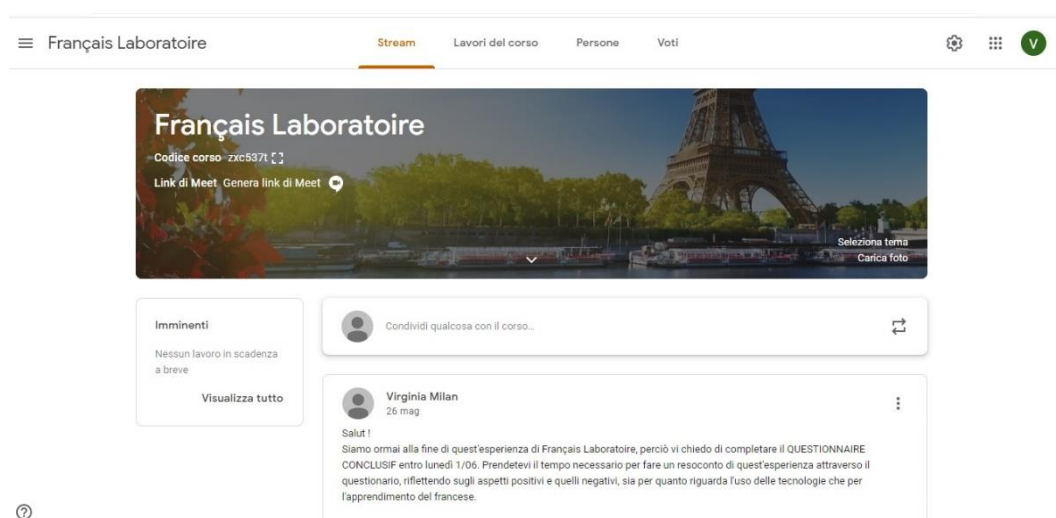 Français Laboratoire
Stream Lavori del corso Persone Voti
V
Français Laboratoire
Codice corso zxc537t
Link di Meet Genera link di Meet
Seleziona tema
Carica foto
Imminenti
Nessun lavoro in scadenza
a breve
Visualizza tutto
Condividi qualcosa con il corso...
Virginia Milan
26 mag
Salut !
Siamo ormai alla fine di quest'esperienza di Français Laboratoire, perciò vi chiedo di completare il QUESTIONNAIRE
CONCLUSIF entro lunedì 1/06. Prendetevi il tempo necessario per fare un resoconto di quest'esperienza attraverso il
questionario, riflettendo sugli aspetti positivi e quelli negativi, sia per quanto riguarda l'uso delle tecnologie che per
l'apprendimento del francese.